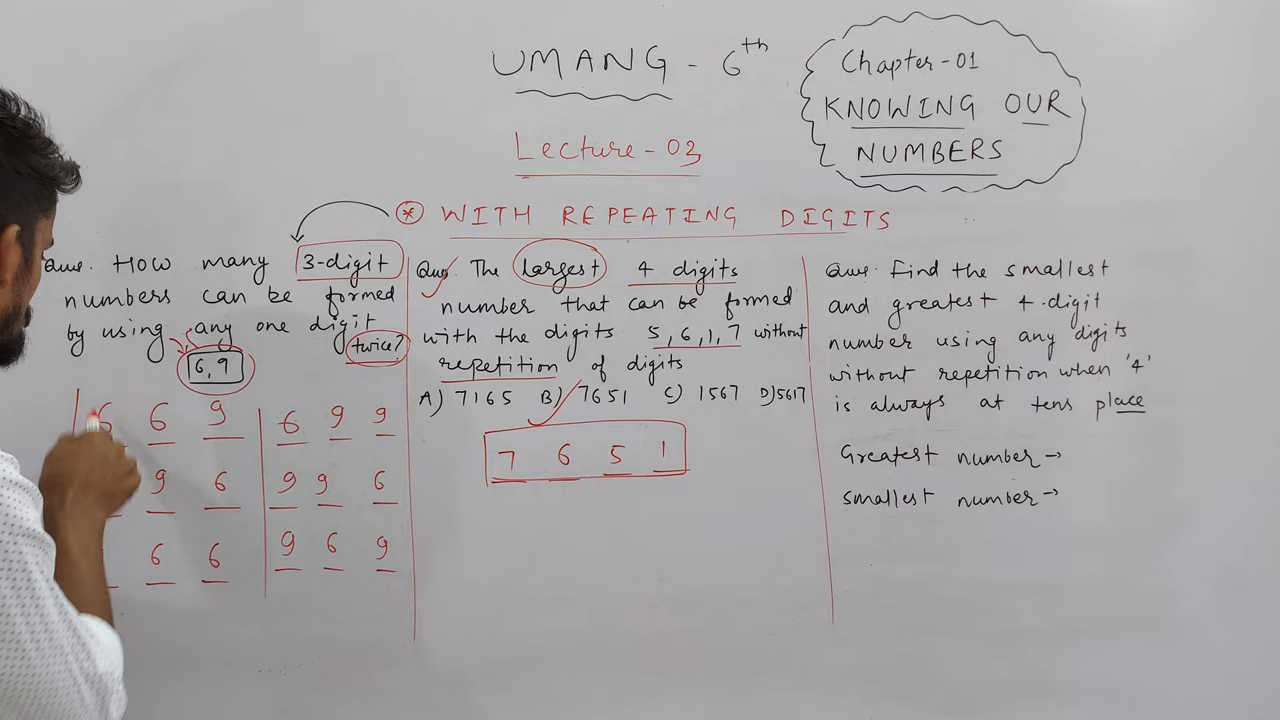 UMANG - 6th
Chapter-01
KNOWING OUR
NUMBERS
Lecture-03
* WITH REPEATING DIGITS
Ques. How many 3-digit
numbers can be formed
by using any one digit
twice?
6, 9
6 6 9
9 6
6 6
6 9 9
9 9 6
9 6 9
Ques. The largest 4 digits
number that can be formed
with the digits 5, 6, 1, 7 without
repetition of digits
A) 7165 B) 7651 C) 1567 D) 5617
7 6 5 1
Ques. Find the smallest
and greatest 4-digit
number using any digits
without repetition when '4'
is always at tens place
Greatest number→
Smallest number→